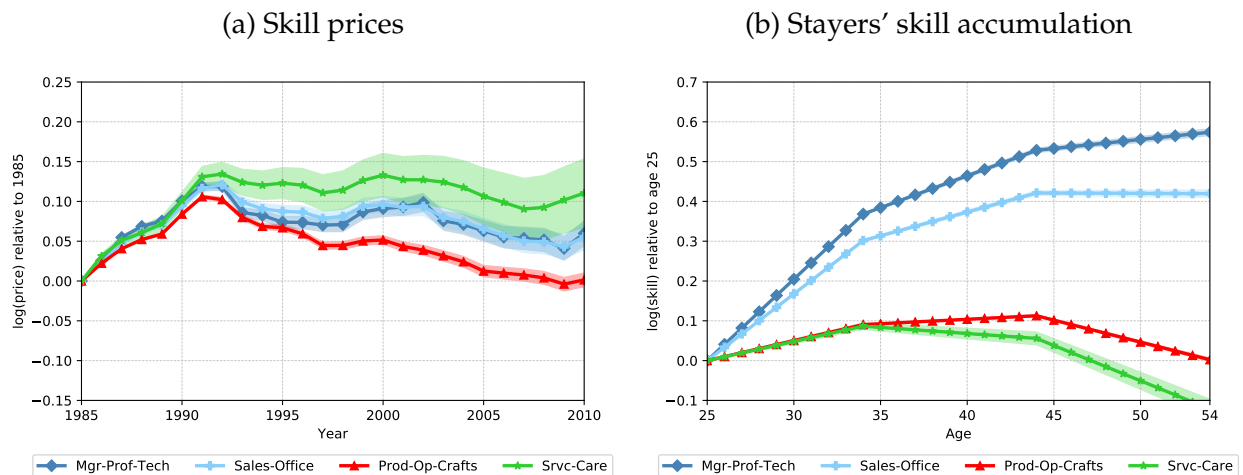 (a) Skill prices
(b) Stayers' skill accumulation
log(price) relative to 1985
0.25
0.20
0.15
0.10
0.05
0.00
−0.05
−0.10
−0.15
1985
1990
1995
2000
2005
2010
Year
Mgr-Prof-Tech
Sales-Office
Prod-Op-Crafts
Srvc-Care
log(skill) relative to age 25
0.7
0.6
0.5
0.4
0.3
0.2
0.1
0.0
−0.1
25
30
35
40
45
50
54
Age
Mgr-Prof-Tech
Sales-Office
Prod-Op-Crafts
Srvc-Care